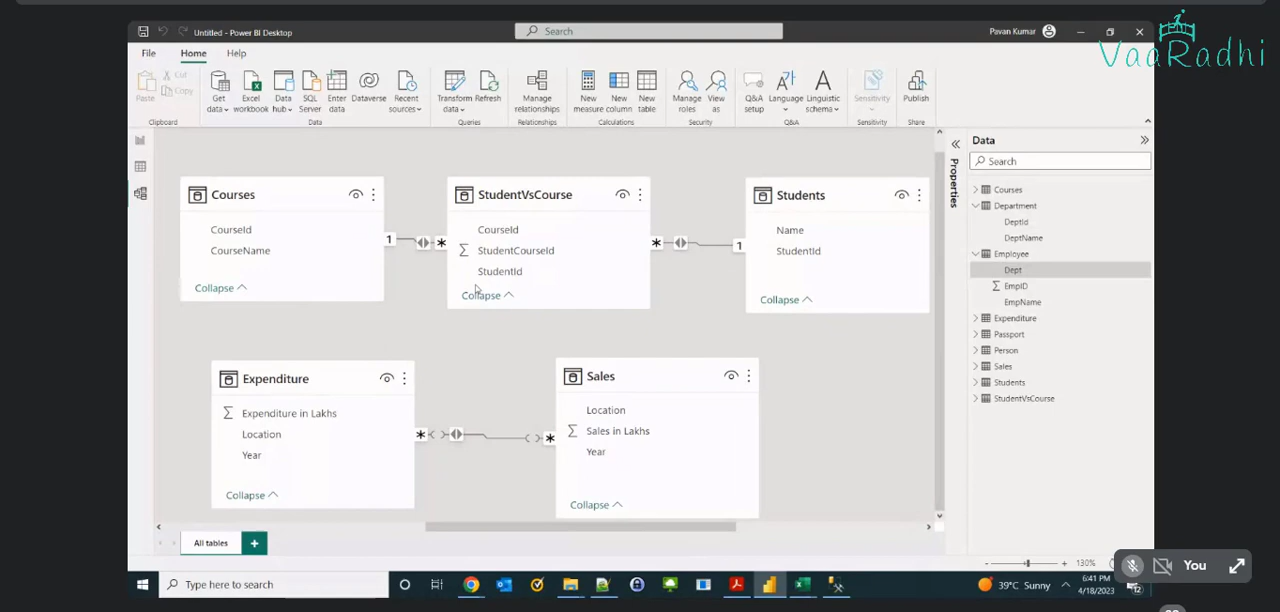 Untitled - Power BI Desktop
Search
Pavan Kumar
VaaRadhi
File
Home
Help
Paste
Cut
Copy
Get data
Excel workbook
Data hub
SQL Server
Enter data
Dataverse
Recent sources
Transform data
Refresh
Manage relationships
New measure
New column
New table
Manage roles
View as
Q&A setup
Language
Linguistic schema
Sensitivity
Publish
Clipboard
Data
Queries
Relationships
Calculations
Security
Q&A
Sensitivity
Share
Courses
CourseId
CourseName
Collapse
1
*
StudentVsCourse
CourseId
StudentCourseId
StudentId
Collapse
*
1
Students
Name
StudentId
Collapse
Expenditure
Expenditure in Lakhs
Location
Year
Collapse
*
*
Sales
Location
Sales in Lakhs
Year
Collapse
Properties
Data
Search
Courses
Department
DeptId
DeptName
Employee
Dept
EmpID
EmpName
Expenditure
Passport
Person
Sales
Students
StudentVsCourse
All tables
130%
You
Type here to search
39°C Sunny
6:41 PM
4/18/2023
12